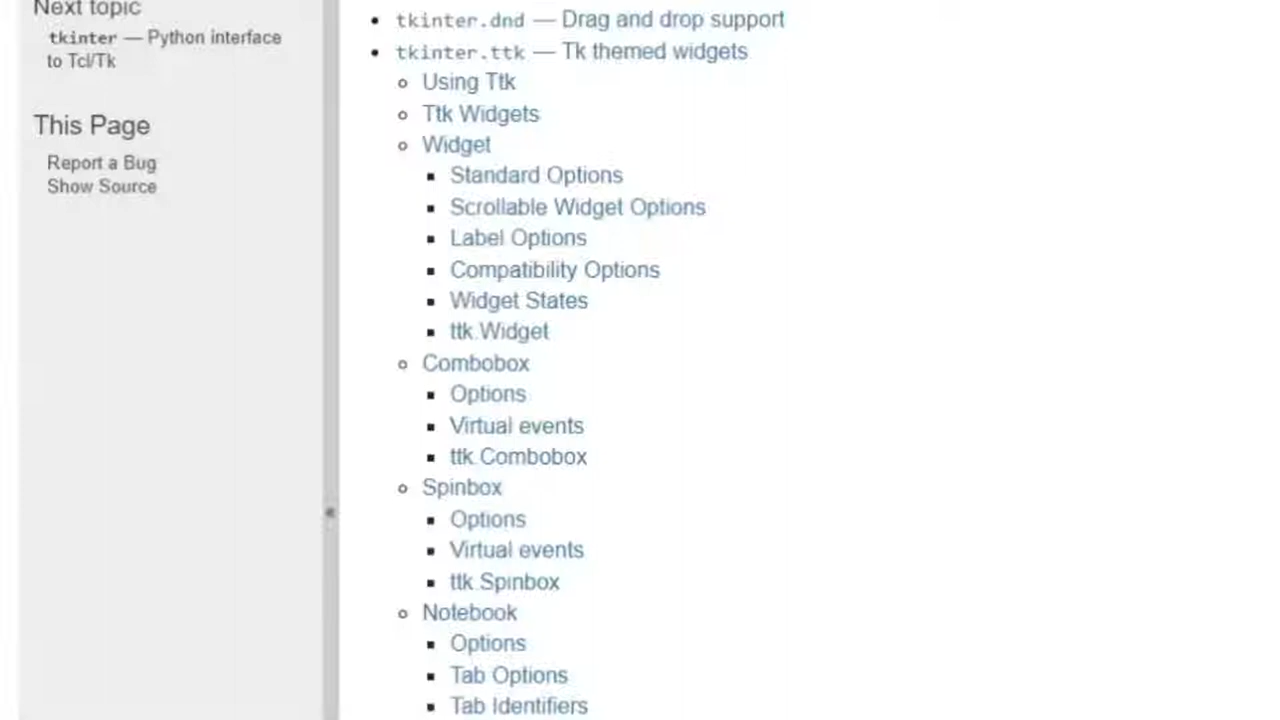 Next topic
tkinter — Python interface
to Tcl/Tk
This Page
Report a Bug
Show Source
tkinter.dnd — Drag and drop support
tkinter.ttk — Tk themed widgets
Using Ttk
Ttk Widgets
Widget
Standard Options
Scrollable Widget Options
Label Options
Compatibility Options
Widget States
ttk.Widget
Combobox
Options
Virtual events
ttk.Combobox
Spinbox
Options
Virtual events
ttk.Spinbox
Notebook
Options
Tab Options
Tab Identifiers